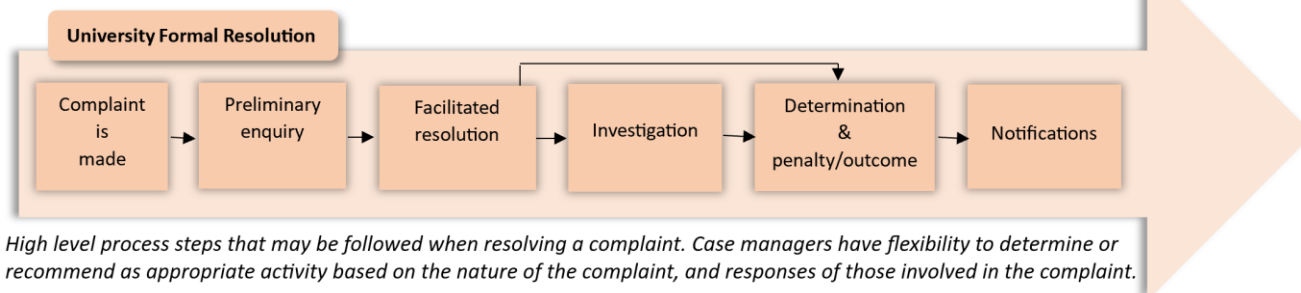 University Formal Resolution
Complaint
is
made
Preliminary
enquiry
Facilitated
resolution
Investigation
Determination
&
penalty/outcome
Notifications
High level process steps that may be followed when resolving a complaint. Case managers have flexibility to determine or
recommend as appropriate activity based on the nature of the complaint, and responses of those involved in the complaint.